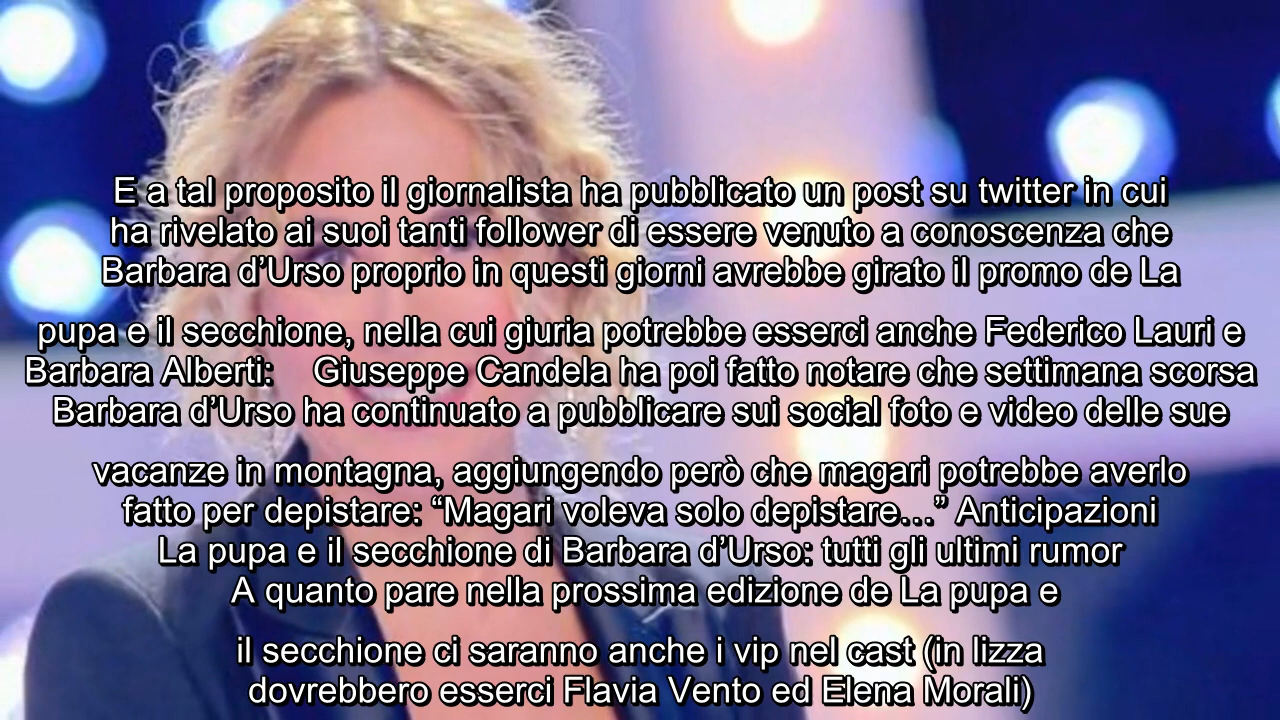 E a tal proposito il giornalista ha pubblicato un post su twitter in cui
ha rivelato ai suoi tanti follower di essere venuto a conoscenza che
Barbara d’Urso proprio in questi giorni avrebbe girato il promo de La
pupa e il secchione, nella cui giuria potrebbe esserci anche Federico Lauri e
Barbara Alberti:    Giuseppe Candela ha poi fatto notare che settimana scorsa
Barbara d’Urso ha continuato a pubblicare sui social foto e video delle sue
vacanze in montagna, aggiungendo però che magari potrebbe averlo
fatto per depistare: “Magari voleva solo depistare…” Anticipazioni
La pupa e il secchione di Barbara d’Urso: tutti gli ultimi rumor
A quanto pare nella prossima edizione de La pupa e
il secchione ci saranno anche i vip nel cast (in lizza
dovrebbero esserci Flavia Vento ed Elena Morali)